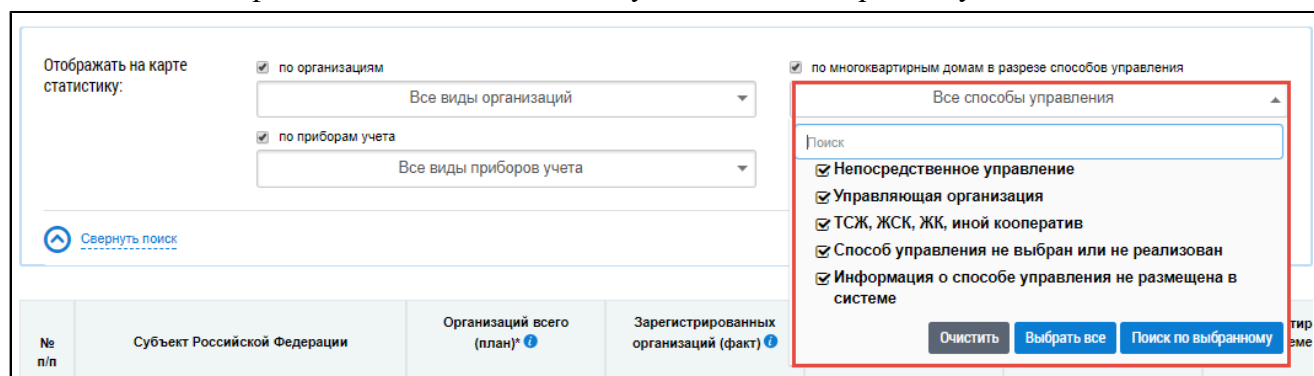 Отображать на карте
статистику:
по организациям
Все виды организаций
по приборам учета
Все виды приборов учета
по многоквартирным домам в разрезе способов управления
Все способы управления
Поиск
Непосредственное управление
Управляющая организация
ТСЖ, ЖСК, ЖК, иной кооператив
Способ управления не выбран или не реализован
Информация о способе управления не размещена в
системе
Очистить Выбрать все Поиск по выбранному
Свернуть поиск
№
п/п
Субъект Российской Федерации
Организаций всего
(план)*
Зарегистрированных
организаций (факт)